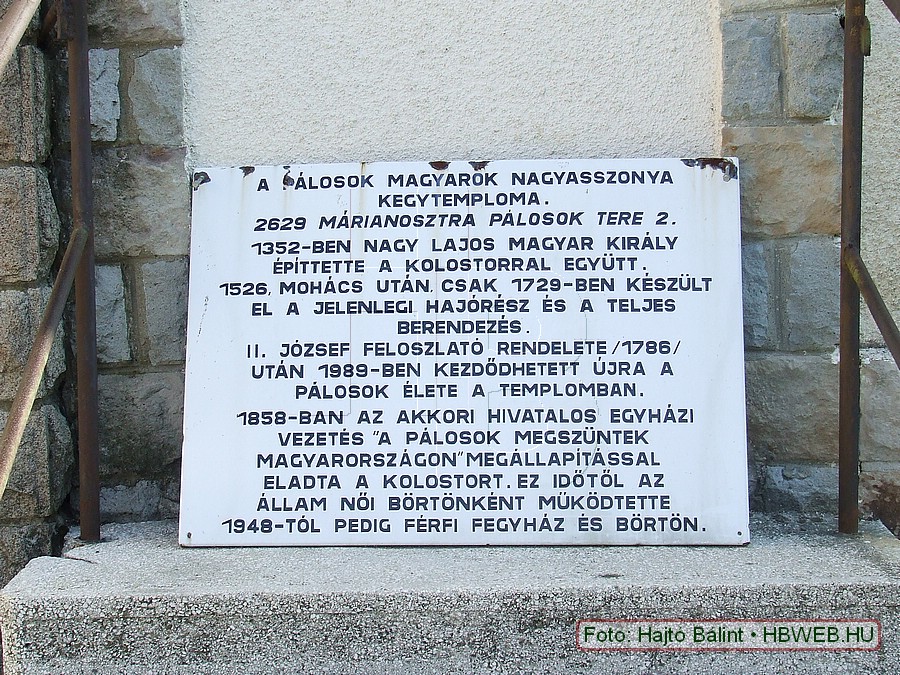 A PÁLOSOK MAGYAROK NAGYASSZONYA
KEGYTEMPLOMA.
2629 MÁRIANOSZTRA PÁLOSOK TERE 2.
1352-BEN NAGY LAJOS MAGYAR KIRÁLY
ÉPÍTTETTE A KOLOSTORRAL EGYÜTT.
1526, MOHÁCS UTÁN, CSAK 1729-BEN KÉSZÜLT
EL A JELENLEGI HAJÓRÉSZ ÉS A TELJES
BERENDEZÉS.
II. JÓZSEF FELOSZLATÓ RENDELETE /1786/
UTÁN 1989-BEN KEZDŐDHETETT ÚJRA A
PÁLOSOK ÉLETE A TEMPLOMBAN.
1858-BAN AZ AKKORI HIVATALOS EGYHÁZI
VEZETÉS "A PÁLOSOK MEGSZŰNTEK
MAGYARORSZÁGON" MEGÁLLAPÍTÁSSAL
ELADTA A KOLOSTORT. EZ IDŐTŐL AZ
ÁLLAM NŐI BÖRTÖNKÉNT MŰKÖDTETTE
1948-TÓL PEDIG FÉRFI FEGYHÁZ ÉS BÖRTÖN.
Foto: Hajtó Bálint • HBWEB.HU